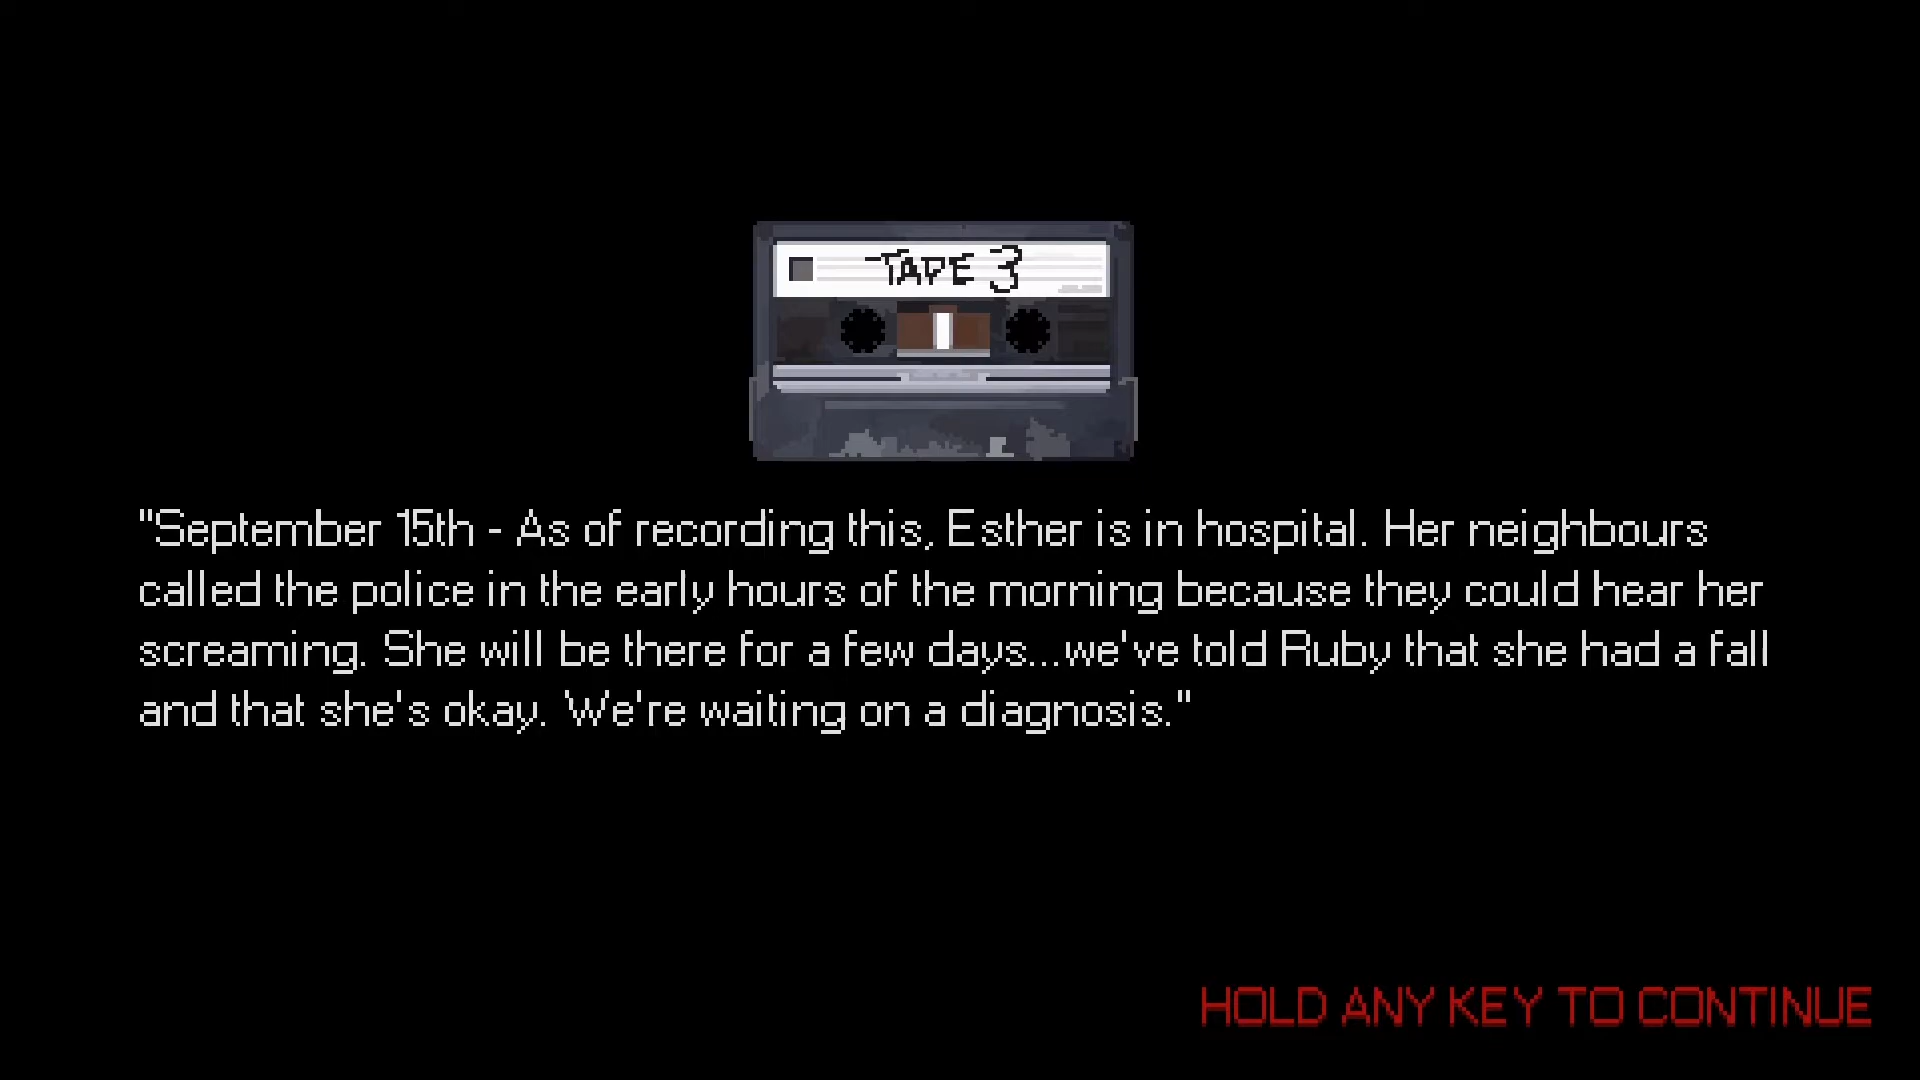 TAPE 3
"September 15th - As of recording this, Esther is in hospital. Her neighbours
called the police in the early hours of the morning because they could hear her
screaming. She will be there for a few days...we've told Ruby that she had a fall
and that she's okay. We're waiting on a diagnosis."
HOLD ANY KEY TO CONTINUE